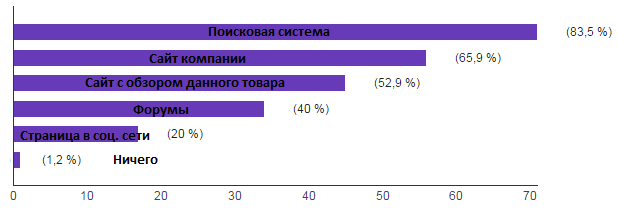 Поисковая система (83,5 %)
Сайт компании (65,9 %)
Сайт с обзором данного товара (52,9 %)
Форумы (40 %)
Страница в соц. сети (20 %)
(1,2 %) Ничего
0 10 20 30 40 50 60 70